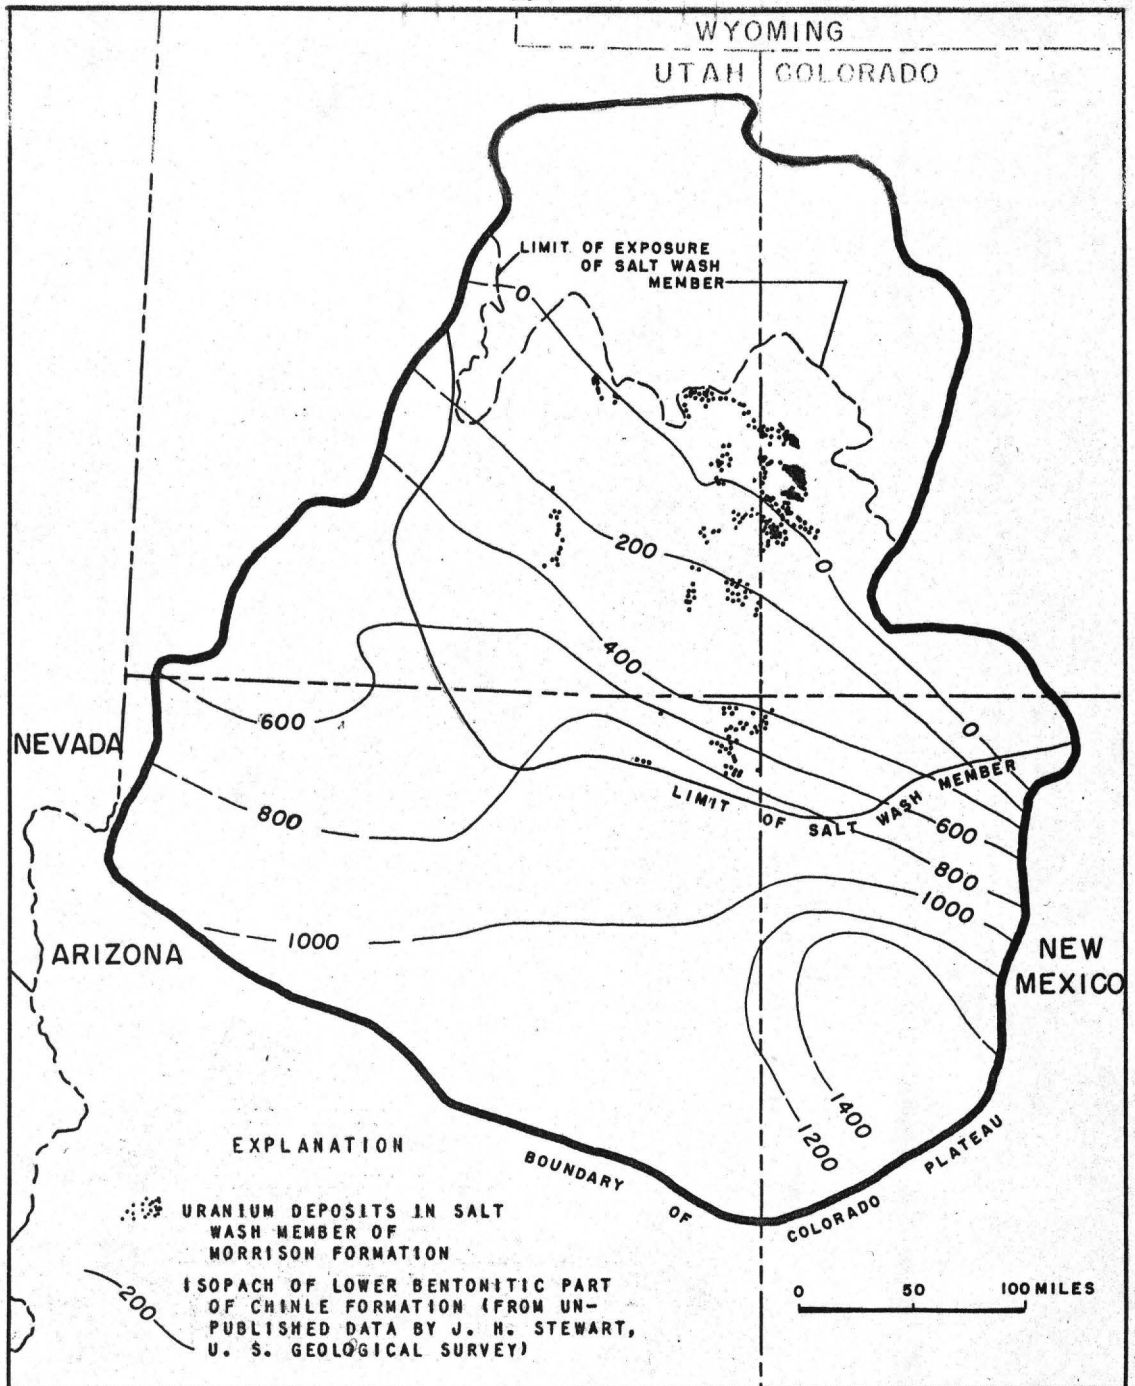 WYOMING
UTAH COLORADO
LIMIT OF EXPOSURE
OF SALT WASH
MEMBER
0
200
0
400
600
0
NEVADA
800
LIMIT OF SALT WASH MEMBER
600
800
1000
1000
ARIZONA
NEW
MEXICO
1400
1200
EXPLANATION
BOUNDARY OF COLORADO PLATEAU
URANIUM DEPOSITS IN SALT
WASH MEMBER OF
MORRISON FORMATION
200
ISOPACH OF LOWER BENTONITIC PART
OF CHINLE FORMATION (FROM UN-
PUBLISHED DATA BY J. H. STEWART,
U. S. GEOLOGICAL SURVEY)
0 50 100 MILES